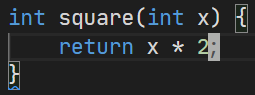 int square(int x) {
    return x * 2;
}